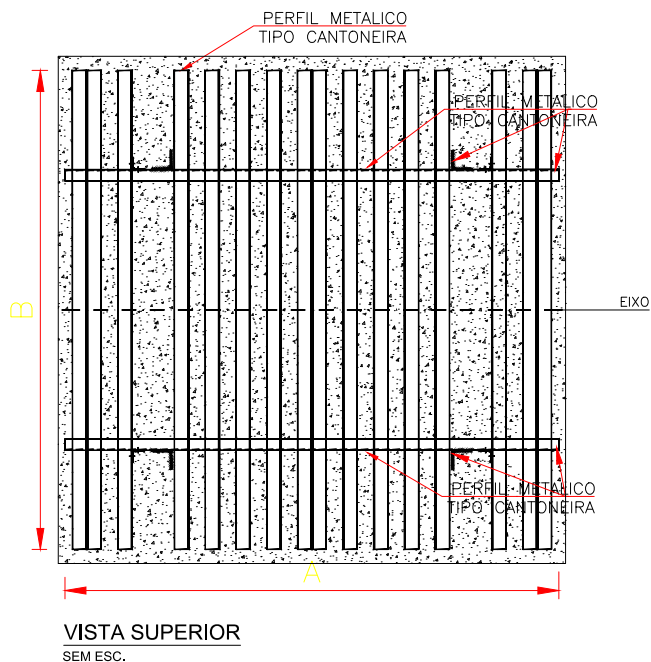 PERFIL METALICO
TIPO CANTONEIRA
PERFIL METALICO
TIPO CANTONEIRA
B
EIXO
PERFIL METALICO
TIPO CANTONEIRA
A
VISTA SUPERIOR
SEM ESC.